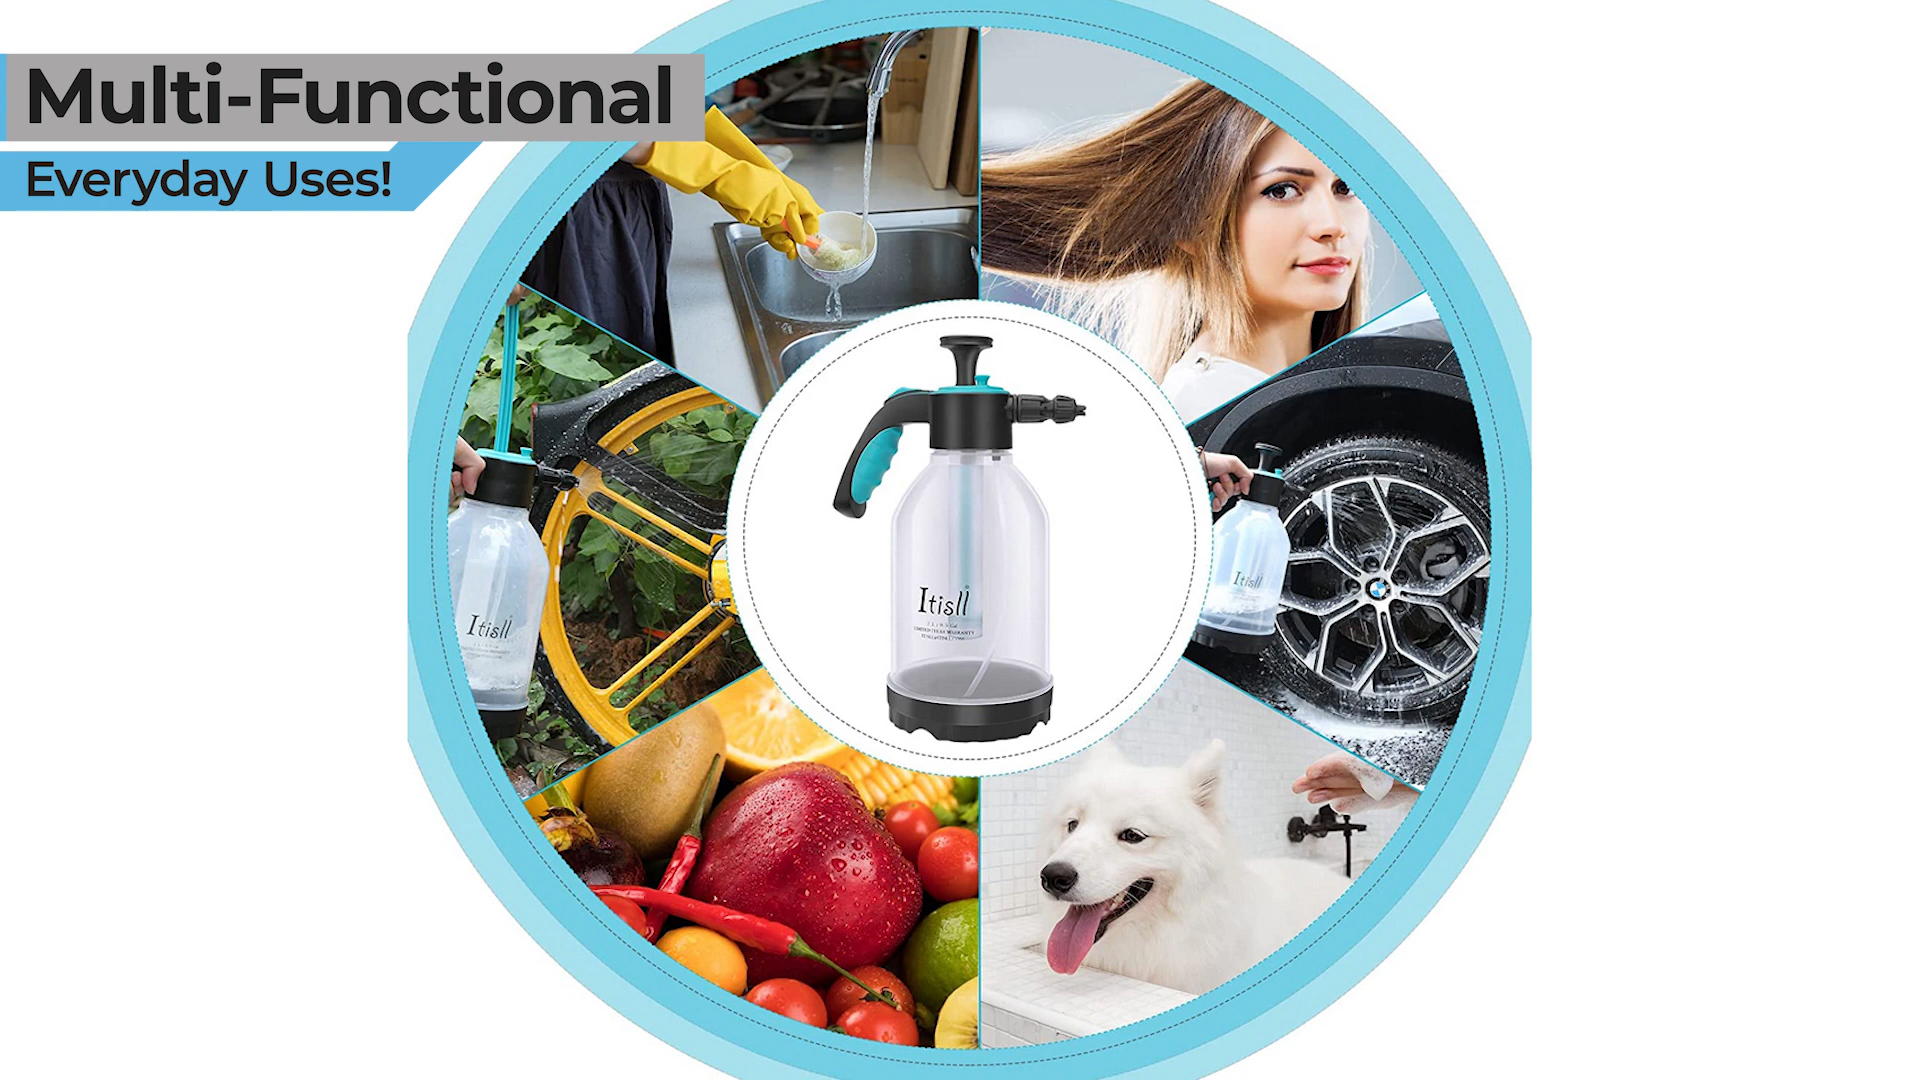 Multi-Functional
Everyday Uses!
Itisll
Itisll
Itisll